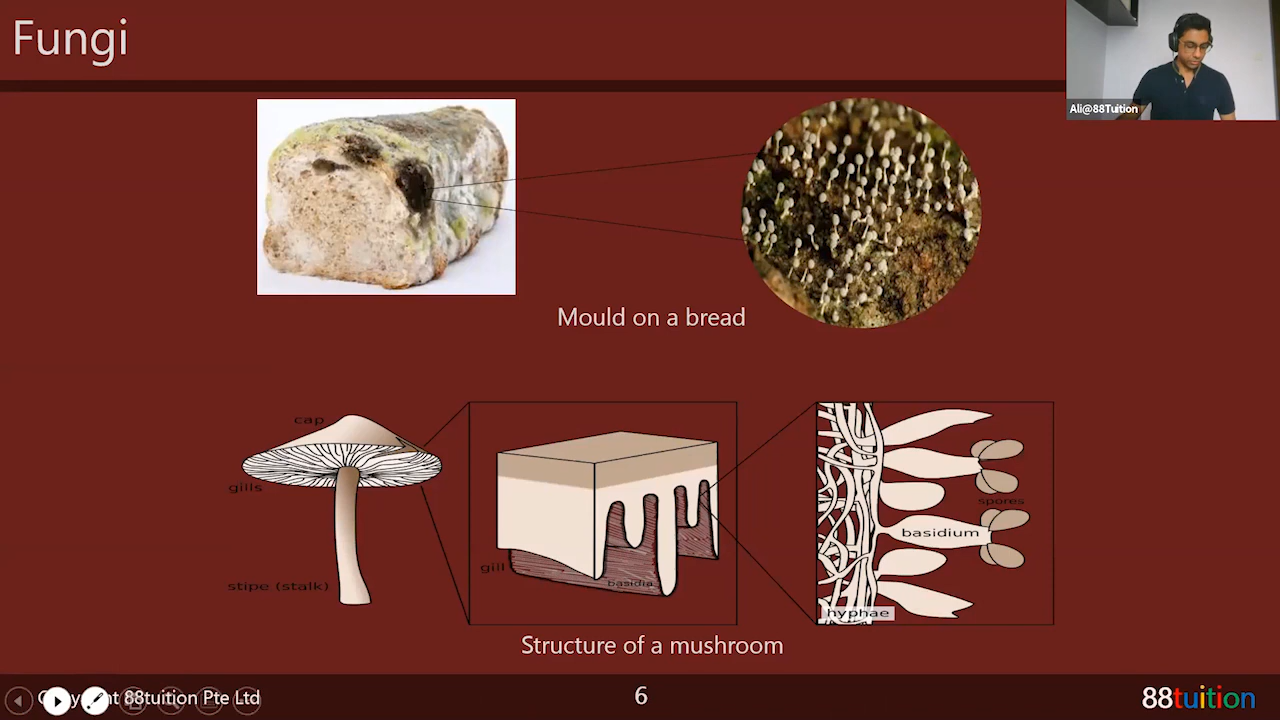 Fungi
Ali@88Tuition
Mould on a bread
cap
gills
stipe (stalk)
gill
basidia
spores
basidium
hyphae
Structure of a mushroom
88tuition Pte Ltd
6
88tuition